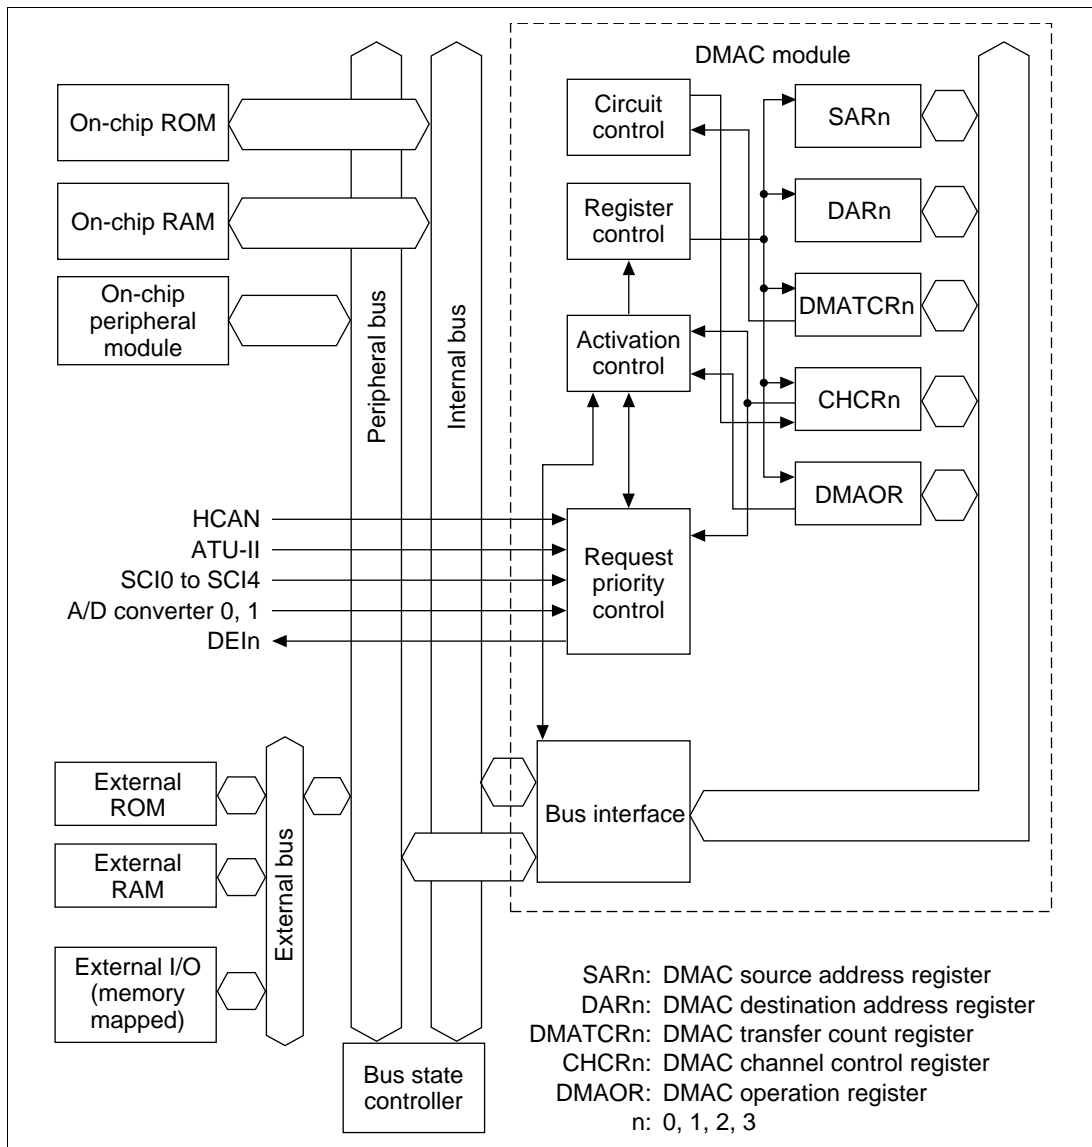 DMAC module
On-chip ROM
On-chip RAM
On-chip
peripheral
module
Peripheral bus
Internal bus
Circuit
control
Register
control
Activation
control
Request
priority
control
SARn
DARn
DMATCRn
CHCRn
DMAOR
HCAN
ATU-II
SCI0 to SCI4
A/D converter 0, 1
DEIn
External
ROM
External
RAM
External I/O
(memory
mapped)
External bus
Bus interface
Bus state
controller
SARn: DMAC source address register
DARn: DMAC destination address register
DMATCRn: DMAC transfer count register
CHCRn: DMAC channel control register
DMAOR: DMAC operation register
n: 0, 1, 2, 3